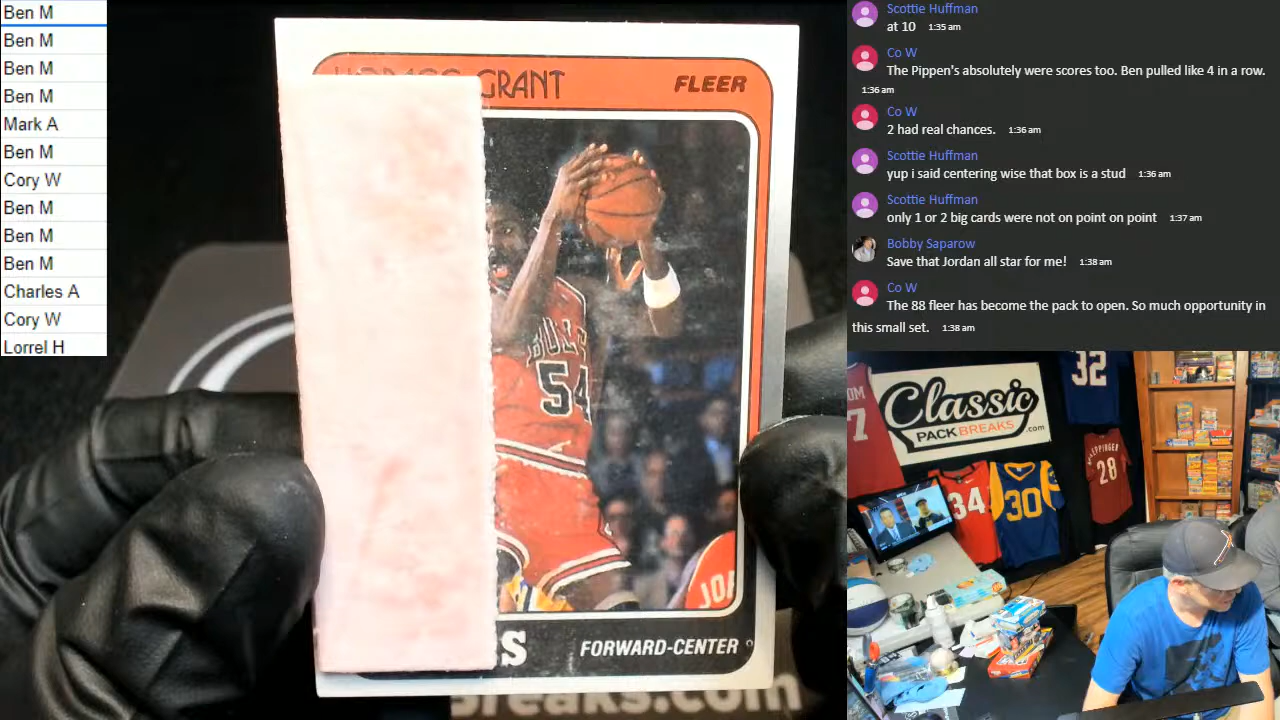 Ben M
Ben M
Ben M
Ben M
Mark A
Ben M
Cory W
Ben M
Ben M
Ben M
Charles A
Cory W
Lorrel H
GRANT
FLEER
BULLS
54
JOR
S
FORWARD-CENTER
Breaks.com
Scottie Huffman
at 10 1:35 am
Co W
The Pippen's absolutely were scores too. Ben pulled like 4 in a row.
1:36 am
Co W
2 had real chances. 1:36 am
Scottie Huffman
yup i said centering wise that box is a stud 1:36 am
Scottie Huffman
only 1 or 2 big cards were not on point on point 1:37 am
Bobby Saparow
Save that Jordan all star for me! 1:38 am
Co W
The 88 fleer has become the pack to open. So much opportunity in
this small set. 1:38 am
Classic
PACKBREAKS.com
32
7
34
30
28